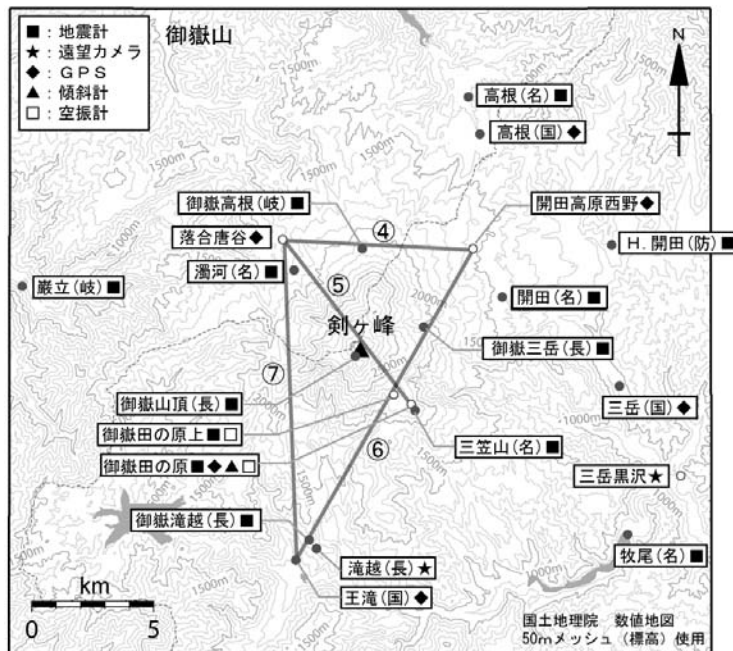 ■：地震計
★：遠望カメラ
◆：ＧＰＳ
▲：傾斜計
□：空振計
御嶽山
N
1500m
高根(名)■
高根(国)◆
御嶽高根(岐)■
開田高原西野◆
④
落合唐谷◆
H.開田(防)■
濁河(名)■
⑤
巌立(岐)■
1000m
2000m
開田(名)■
剣ヶ峰
御嶽三岳(長)■
⑦
御嶽山頂(長)■
三岳(国)◆
御嶽田の原上■□
1000m
三笠山(名)■
御嶽田の原■◆▲□
⑥
三岳黒沢★
御嶽滝越(長)■
1500m
滝越(長)★
牧尾(名)■
km
王滝(国)◆
0 5
国土地理院 数値地図
50mメッシュ（標高）使用